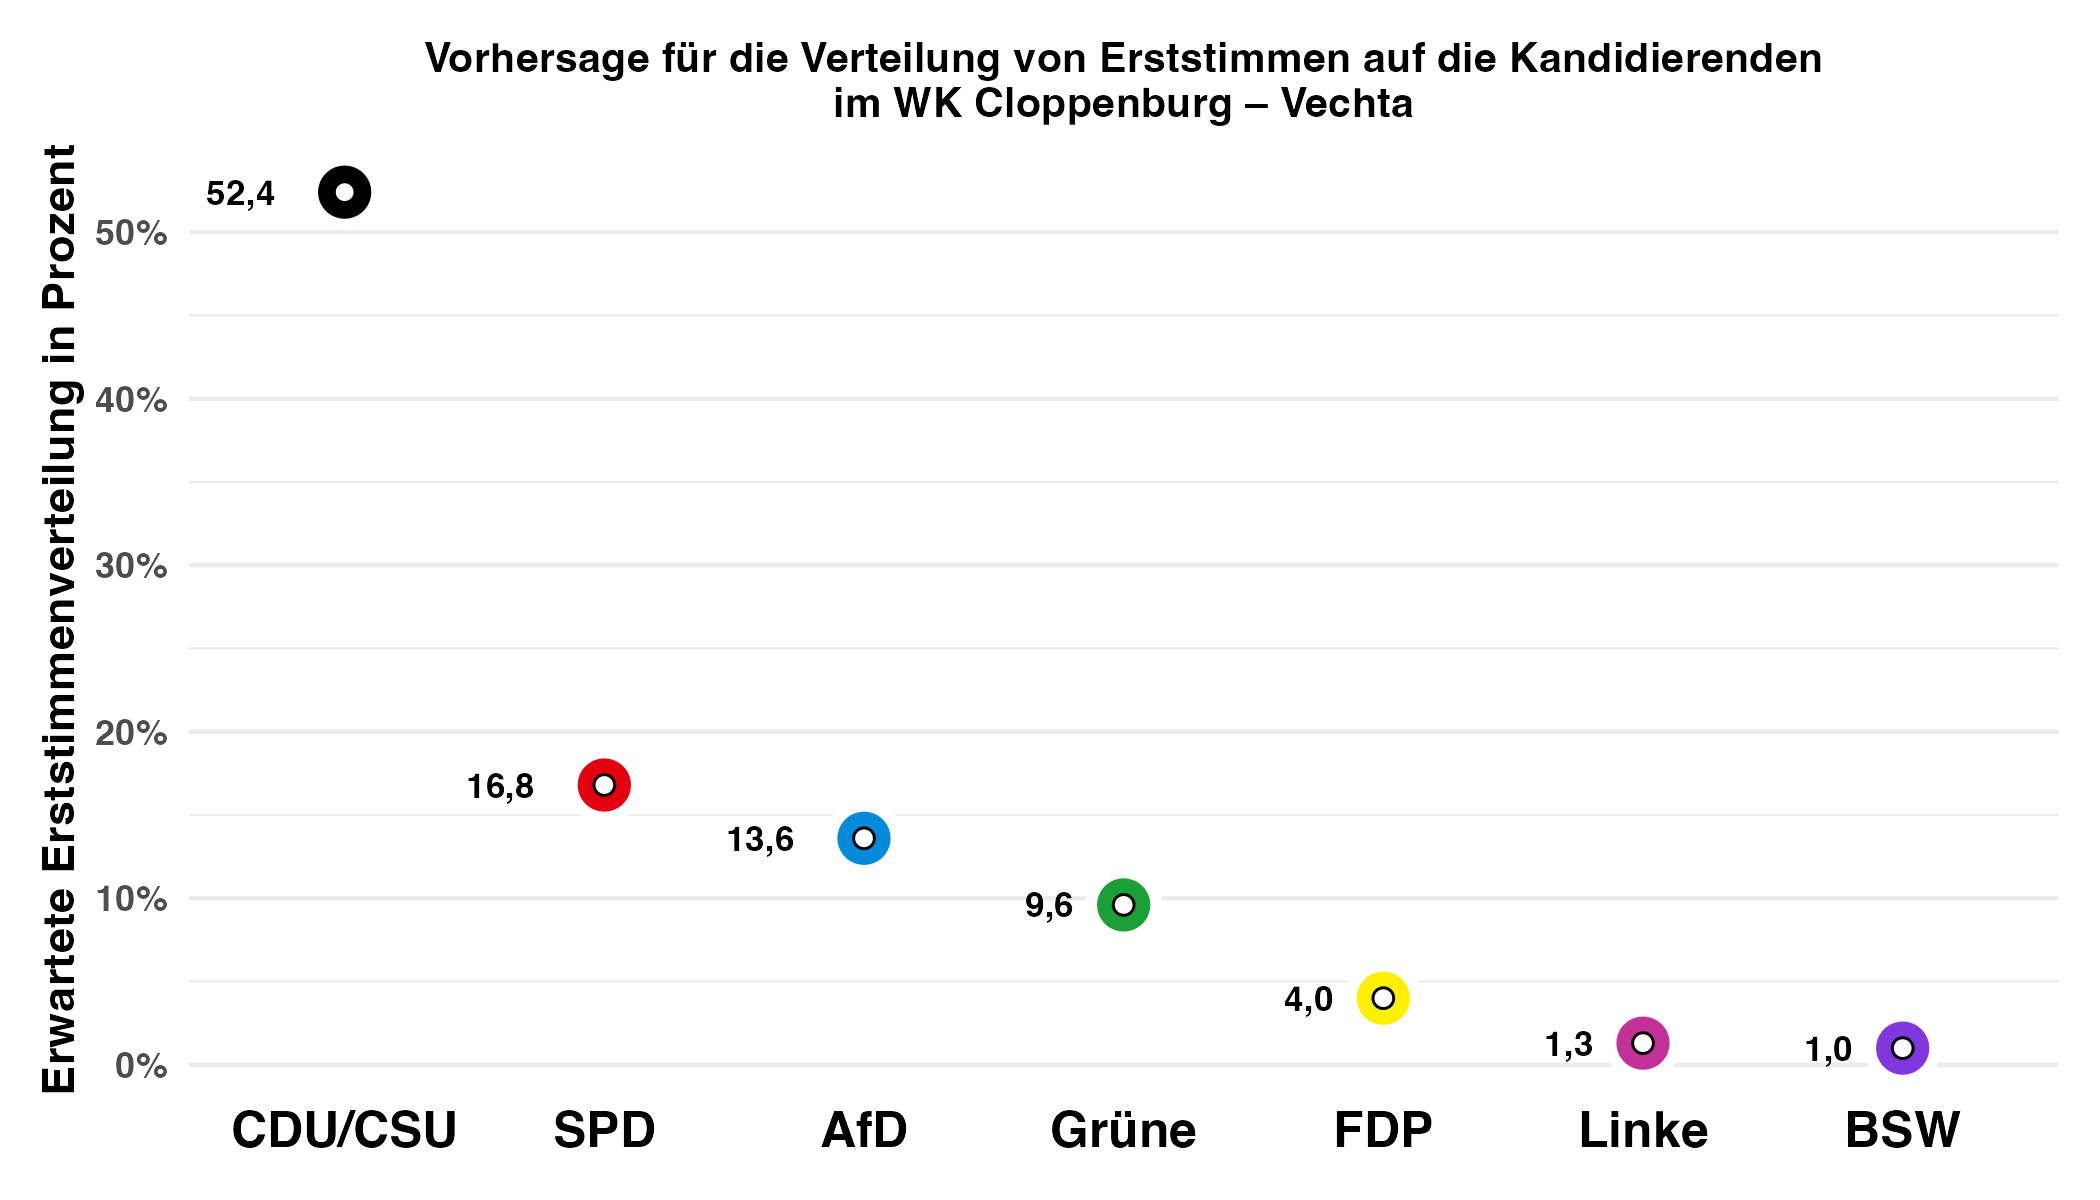 Vorhersage für die Verteilung von Erststimmen auf die Kandidierenden
im WK Cloppenburg – Vechta
Erwartete Erststimmenverteilung in Prozent
50%
40%
30%
20%
10%
0%
52,4
16,8
13,6
9,6
4,0
1,3
1,0
CDU/CSU
SPD
AfD
Grüne
FDP
Linke
BSW